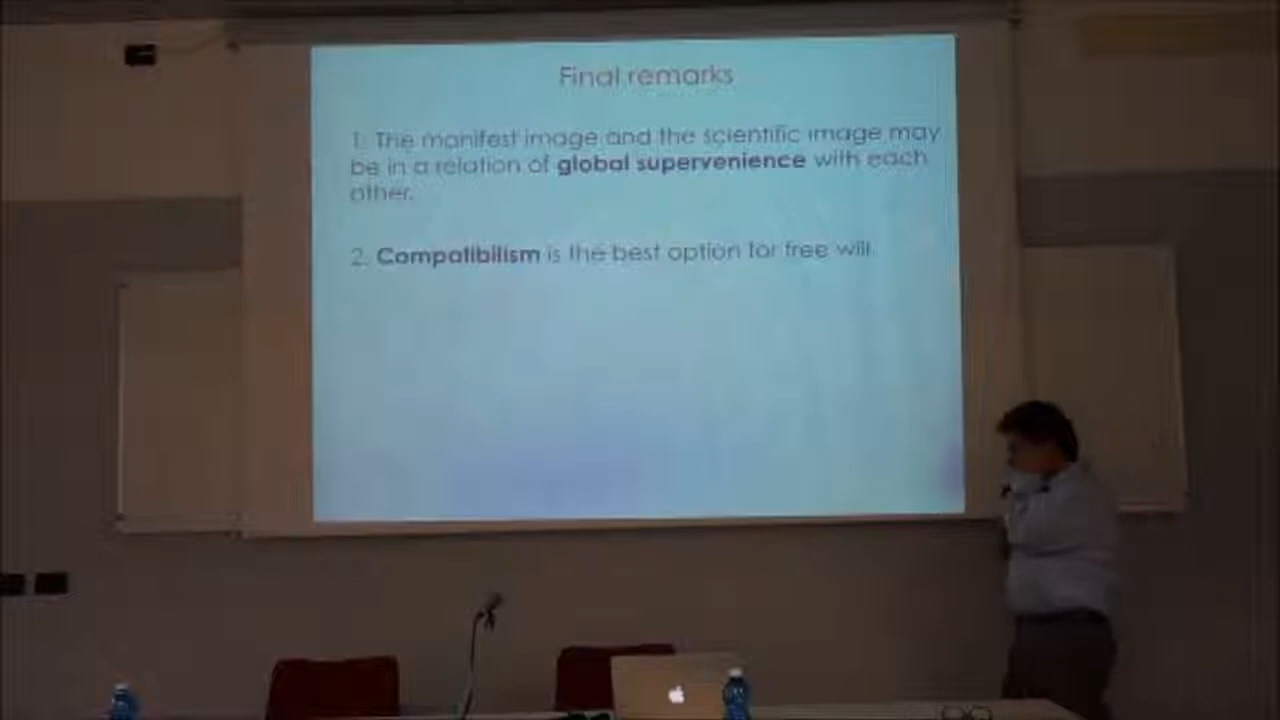 Final remarks
1. The manifest image and the scientific image may
be in a relation of global supervenience with each
other.
2. Compatibilism is the best option for free will.